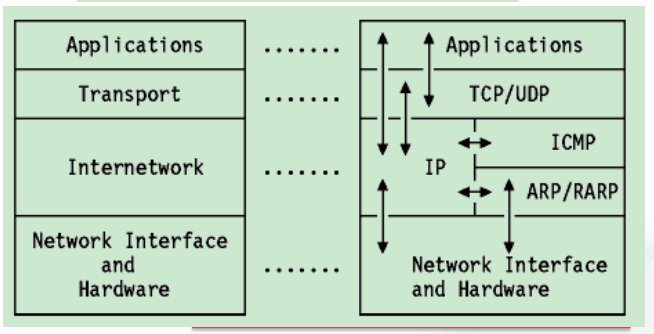 Applications ....... Applications
Transport ....... TCP/UDP
ICMP
Internetwork ....... IP
ARP/RARP
Network Interface
and
Hardware
.......
Network Interface
and Hardware